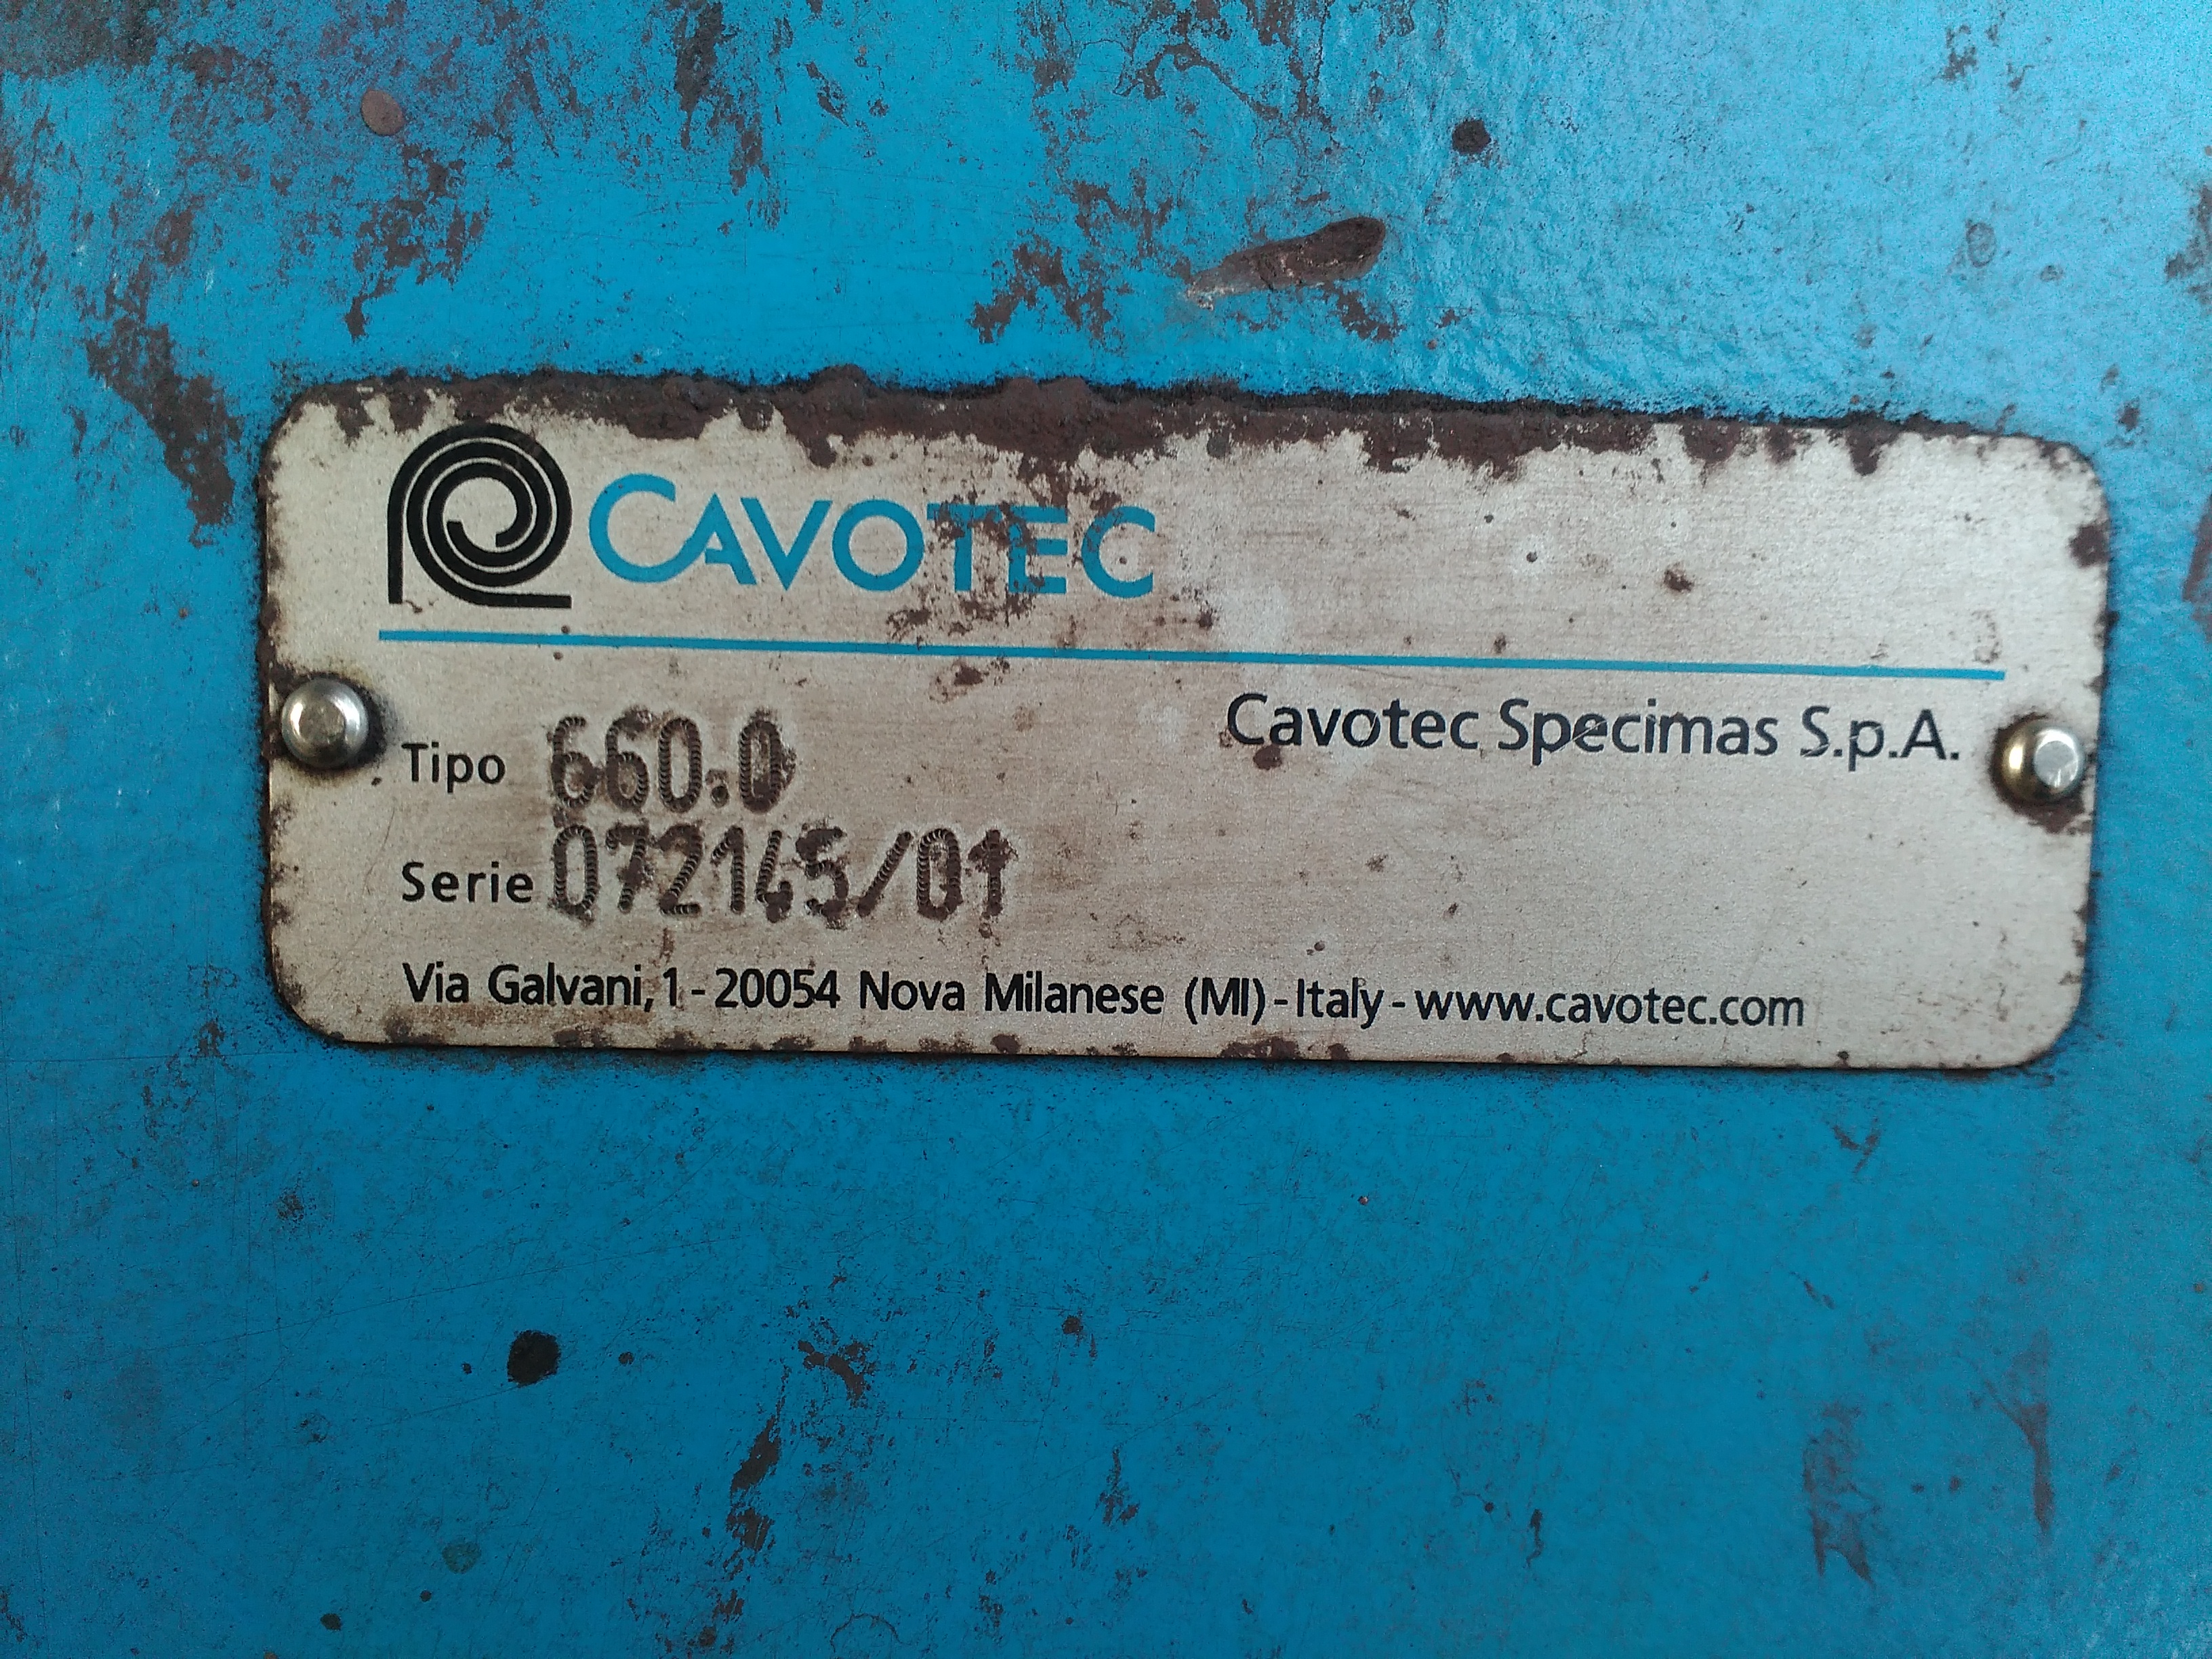 CAVOTEC
Cavotec Specimas S.p.A.
Tipo 660.0
Serie 072145/01
Via Galvani, 1 - 20054 Nova Milanese (MI) - Italy - www.cavotec.com